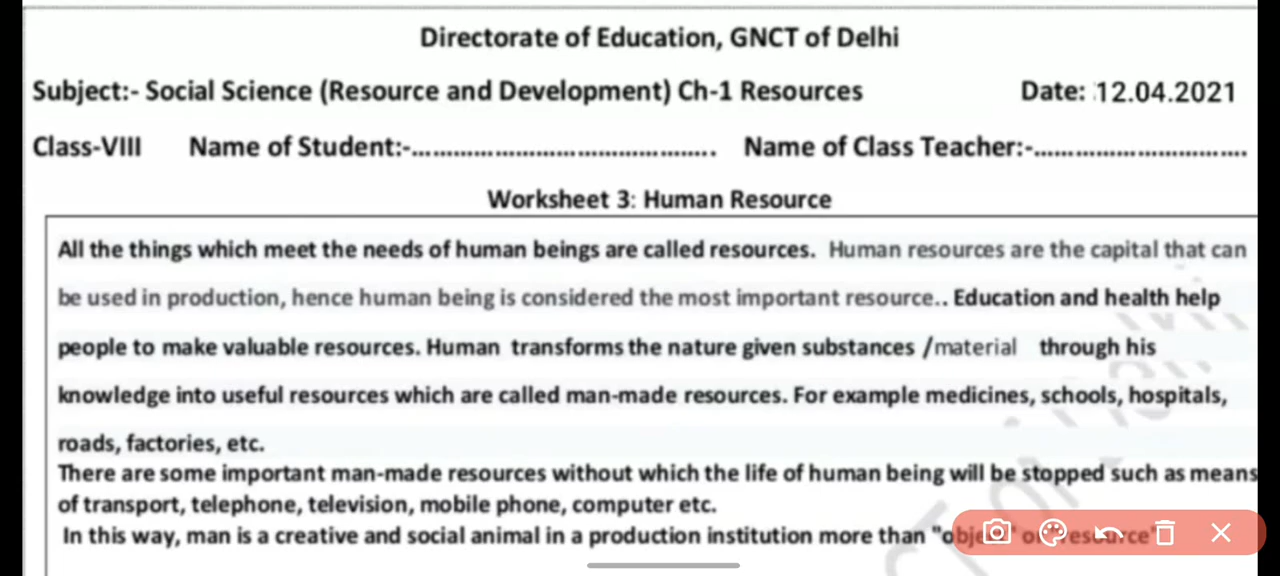 Directorate of Education, GNCT of Delhi
Subject:- Social Science (Resource and Development) Ch-1 Resources Date: 12.04.2021
Class-VIII Name of Student:-............................................. Name of Class Teacher:-................................
Worksheet 3: Human Resource
All the things which meet the needs of human beings are called resources. Human resources are the capital that can
be used in production, hence human being is considered the most important resource.. Education and health help
people to make valuable resources. Human transforms the nature given substances /material through his
knowledge into useful resources which are called man-made resources. For example medicines, schools, hospitals,
roads, factories, etc.
There are some important man-made resources without which the life of human being will be stopped such as means
of transport, telephone, television, mobile phone, computer etc.
In this way, man is a creative and social animal in a production institution more than "object" or "resource"